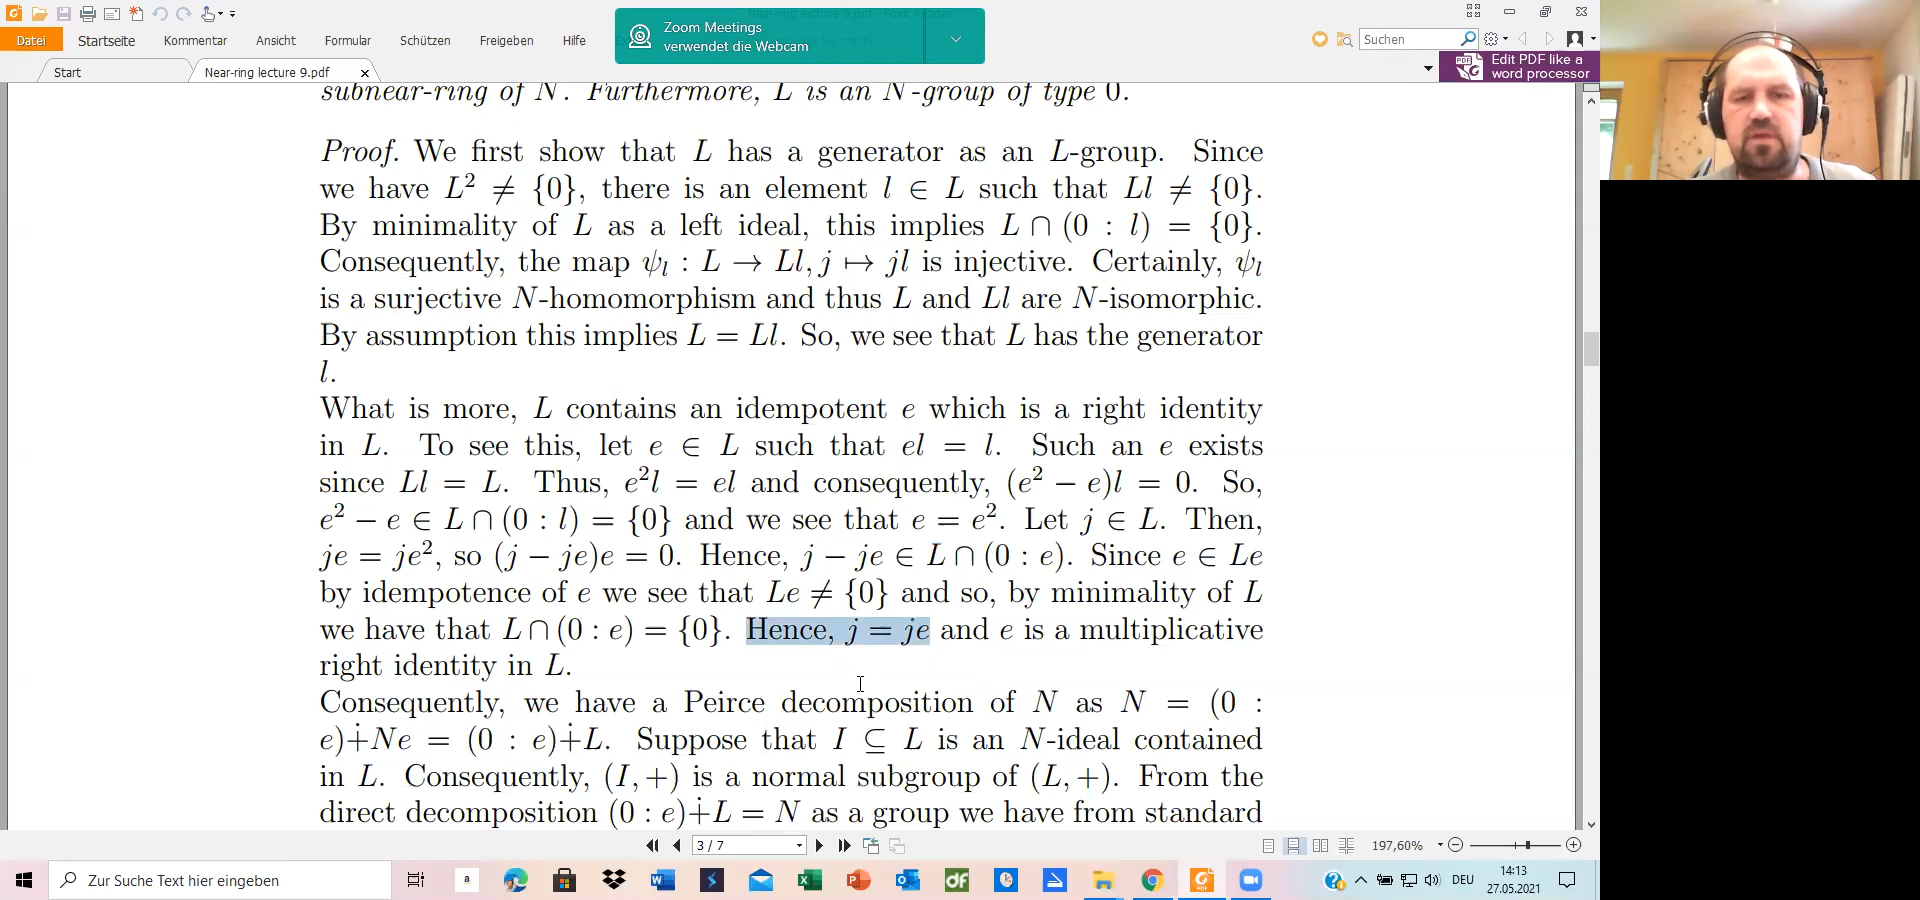 Near-ring lecture 9.pdf - Foxit Reader
Zoom Meetings
verwendet die Webcam
Datei Startseite Kommentar Ansicht Formular Schützen Freigeben Hilfe
Suchen
Edit PDF like a
word processor
Start
Near-ring lecture 9.pdf
subnear-ring of N. Furthermore, L is an N-group of type 0.
Proof. We first show that L has a generator as an L-group. Since
we have L² ≠ {0}, there is an element l ∈ L such that Ll ≠ {0}.
By minimality of L as a left ideal, this implies L ∩ (0 : l) = {0}.
Consequently, the map ψₗ : L → Ll, j ↦ jl is injective. Certainly, ψₗ
is a surjective N-homomorphism and thus L and Ll are N-isomorphic.
By assumption this implies L = Ll. So, we see that L has the generator
l.
What is more, L contains an idempotent e which is a right identity
in L. To see this, let e ∈ L such that el = l. Such an e exists
since Ll = L. Thus, e²l = el and consequently, (e² − e)l = 0. So,
e² − e ∈ L ∩ (0 : l) = {0} and we see that e = e². Let j ∈ L. Then,
je = je², so (j − je)e = 0. Hence, j − je ∈ L ∩ (0 : e). Since e ∈ Le
by idempotence of e we see that Le ≠ {0} and so, by minimality of L
we have that L ∩ (0 : e) = {0}. Hence, j = je and e is a multiplicative
right identity in L.
Consequently, we have a Peirce decomposition of N as N = (0 :
e)∔Ne = (0 : e)∔L. Suppose that I ⊆ L is an N-ideal contained
in L. Consequently, (I, +) is a normal subgroup of (L, +). From the
direct decomposition (0 : e)∔L = N as a group we have from standard
3 / 7
197,60%
Zur Suche Text hier eingeben
DEU
14:13
27.05.2021